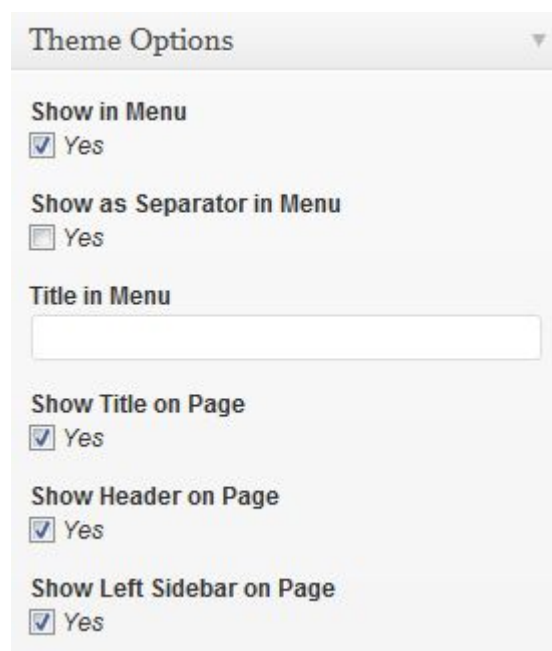 Theme Options
Show in Menu
Yes
Show as Separator in Menu
Yes
Title in Menu
Show Title on Page
Yes
Show Header on Page
Yes
Show Left Sidebar on Page
Yes